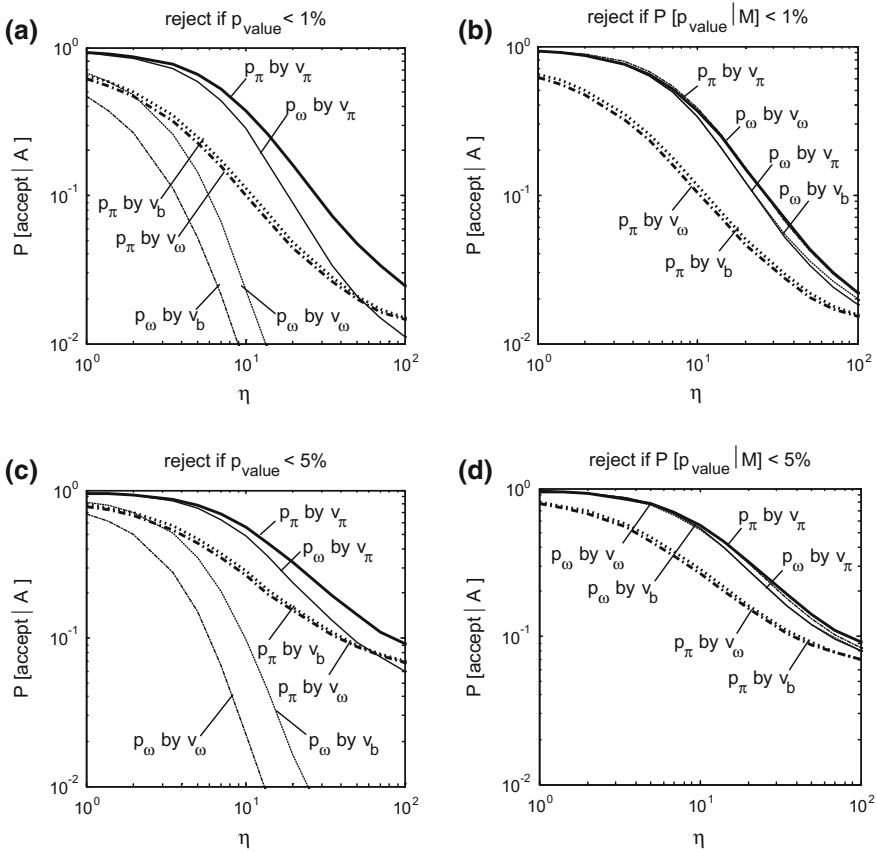 (a)
reject if p_value < 1%
10^0
10^-1
10^-2
P [accept | A]
p_π by v_π
p_ω by v_π
p_π by v_b
p_π by v_ω
p_ω by v_b
p_ω by v_ω
10^0
10^1
10^2
η
(b)
reject if P [p_value | M] < 1%
10^0
10^-1
10^-2
P [accept | A]
p_π by v_π
p_ω by v_ω
p_ω by v_π
p_ω by v_b
p_π by v_ω
p_π by v_b
10^0
10^1
10^2
η
(c)
reject if p_value < 5%
10^0
10^-1
10^-2
P [accept | A]
p_π by v_π
p_ω by v_π
p_π by v_b
p_π by v_ω
p_ω by v_ω
p_ω by v_b
10^0
10^1
10^2
η
(d)
reject if P [p_value | M] < 5%
10^0
10^-1
10^-2
P [accept | A]
p_π by v_π
p_ω by v_π
p_ω by v_ω
p_ω by v_b
p_π by v_ω
p_π by v_b
10^0
10^1
10^2
η